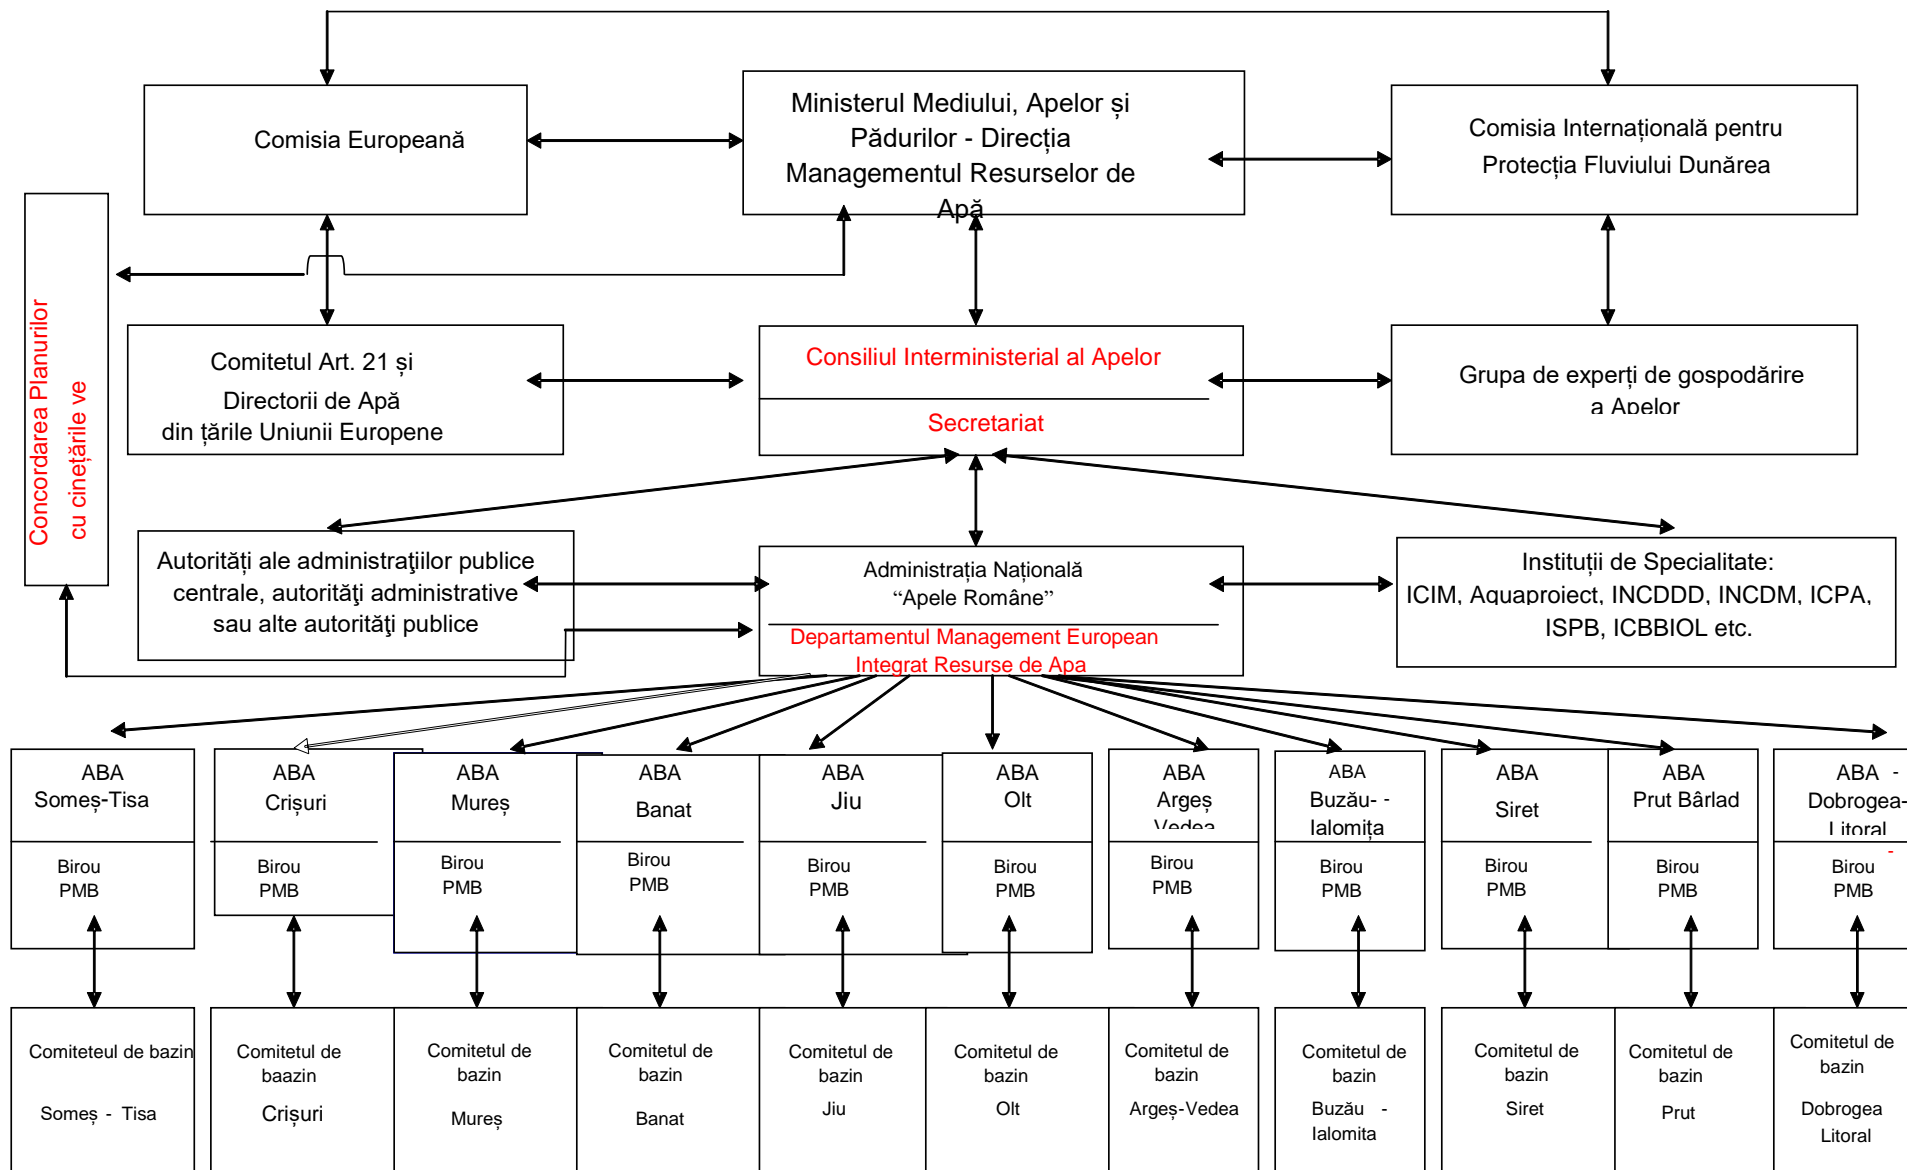 Comisia Europeană
Ministerul Mediului, Apelor și
Pădurilor - Direcția
Managementul Resurselor de
Apă
Comisia Internațională pentru
Protecția Fluviului Dunărea
Concordarea Planurilor
cu cinețările ve
Comitetul Art. 21 și
Directorii de Apă
din țările Uniunii Europene
Consiliul Interministerial al Apelor
Secretariat
Grupa de experți de gospodărire
a Apelor
Autorități ale administraţiilor publice
centrale, autorităţi administrative
sau alte autorităţi publice
Administrația Națională
“Apele Române”
Departamentul Management European
Integrat Resurse de Apa
Instituții de Specialitate:
ICIM, Aquaproiect, INCDDD, INCDM, ICPA,
ISPB, ICBBIOL etc.
ABA
Someș-Tisa
Birou
PMB
ABA
Crișuri
Birou
PMB
ABA
Mureș
Birou
PMB
ABA
Banat
Birou
PMB
ABA
Jiu
Birou
PMB
ABA
Olt
Birou
PMB
ABA
Argeș
Vedea
Birou
PMB
ABA
Buzău- -
Ialomița
Birou
PMB
ABA
Siret
Birou
PMB
ABA
Prut Bârlad
Birou
PMB
ABA -
Dobrogea-
Litoral
-
Birou
PMB
Comiteteul de bazin
Someș - Tisa
Comitetul de
baazin
Crișuri
Comitetul de
bazin
Mureș
Comitetul de
bazin
Banat
Comitetul de
bazin
Jiu
Comitetul de
bazin
Olt
Comitetul de
bazin
Argeș-Vedea
Comitetul de
bazin
Buzău -
Ialomita
Comitetul de
bazin
Siret
Comitetul de
bazin
Prut
Comitetul de
bazin
Dobrogea
Litoral